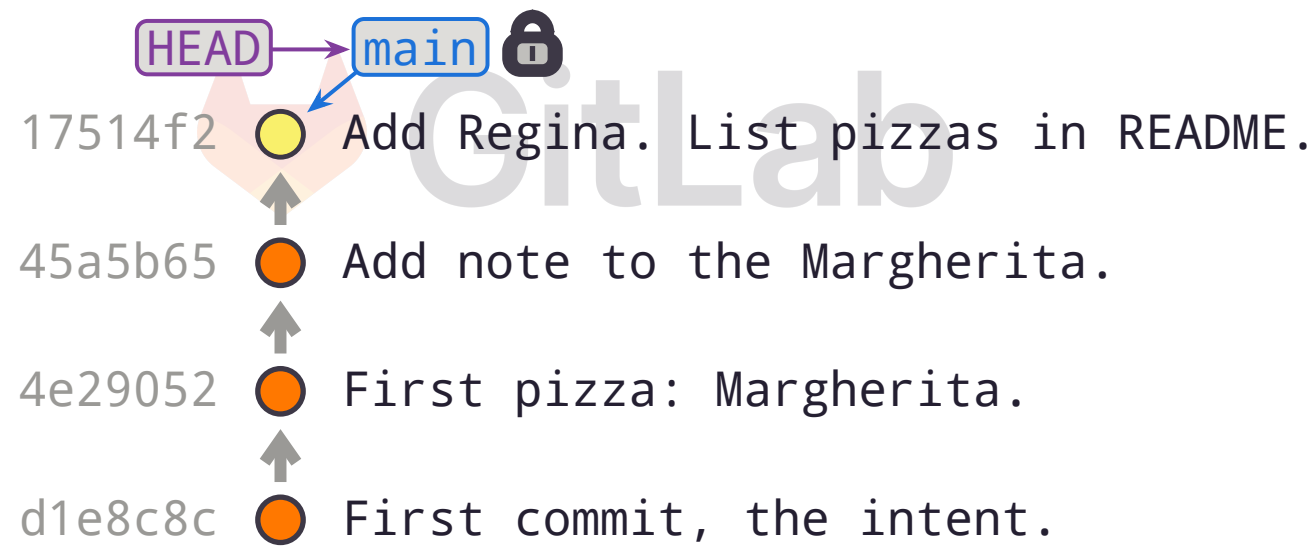 HEAD main
GitLab
17514f2 Add Regina. List pizzas in README.
45a5b65 Add note to the Margherita.
4e29052 First pizza: Margherita.
d1e8c8c First commit, the intent.